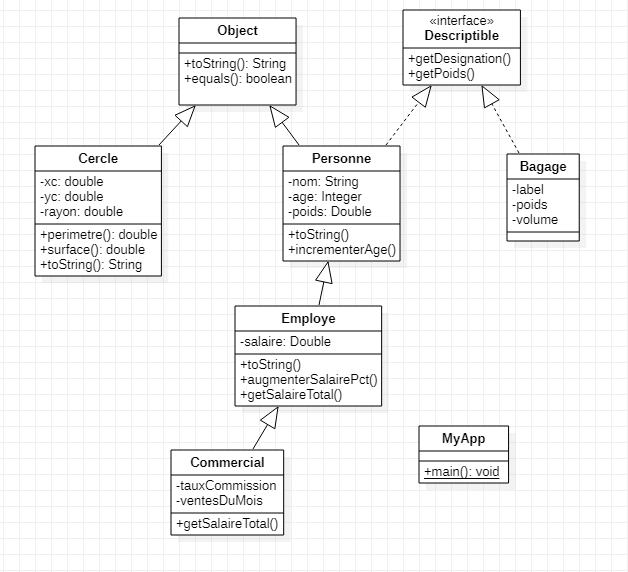 Object
+toString(): String
+equals(): boolean
«interface»
Descriptible
+getDesignation()
+getPoids()
Cercle
-xc: double
-yc: double
-rayon: double
+perimetre(): double
+surface(): double
+toString(): String
Personne
-nom: String
-age: Integer
-poids: Double
+toString()
+incrementerAge()
Bagage
-label
-poids
-volume
Employe
-salaire: Double
+toString()
+augmenterSalairePct()
+getSalaireTotal()
Commercial
-tauxCommission
-ventesDuMois
+getSalaireTotal()
MyApp
+main(): void